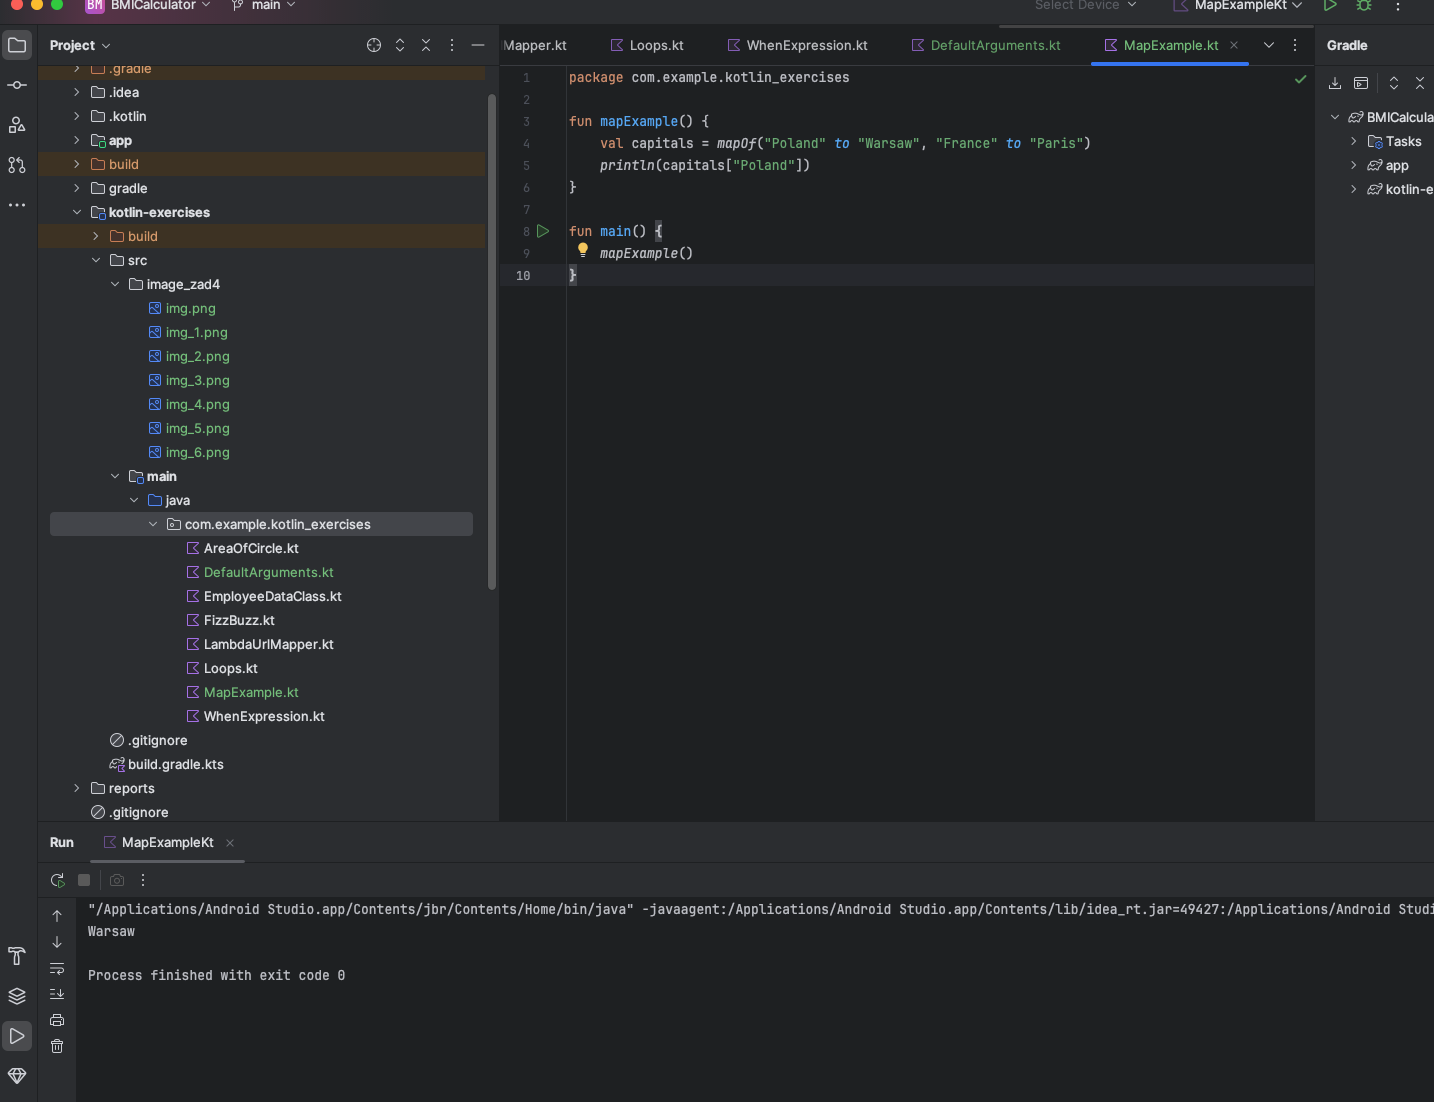 BM BMICalculator main Select Device MapExampleKt
Project
.gradle
.idea
.kotlin
app
build
gradle
kotlin-exercises
build
src
image_zad4
img.png
img_1.png
img_2.png
img_3.png
img_4.png
img_5.png
img_6.png
main
java
com.example.kotlin_exercises
AreaOfCircle.kt
DefaultArguments.kt
EmployeeDataClass.kt
FizzBuzz.kt
LambdaUrlMapper.kt
Loops.kt
MapExample.kt
WhenExpression.kt
.gitignore
build.gradle.kts
reports
.gitignore
Mapper.kt Loops.kt WhenExpression.kt DefaultArguments.kt MapExample.kt
1 package com.example.kotlin_exercises
2
3 fun mapExample() {
4 val capitals = mapOf("Poland" to "Warsaw", "France" to "Paris")
5 println(capitals["Poland"])
6 }
7
8 fun main() {
9 mapExample()
10 }
Gradle
BMICalcula
Tasks
app
kotlin-e
Run MapExampleKt
"/Applications/Android Studio.app/Contents/jbr/Contents/Home/bin/java" -javaagent:/Applications/Android Studio.app/Contents/lib/idea_rt.jar=49427:/Applications/Android Studi
Warsaw
Process finished with exit code 0